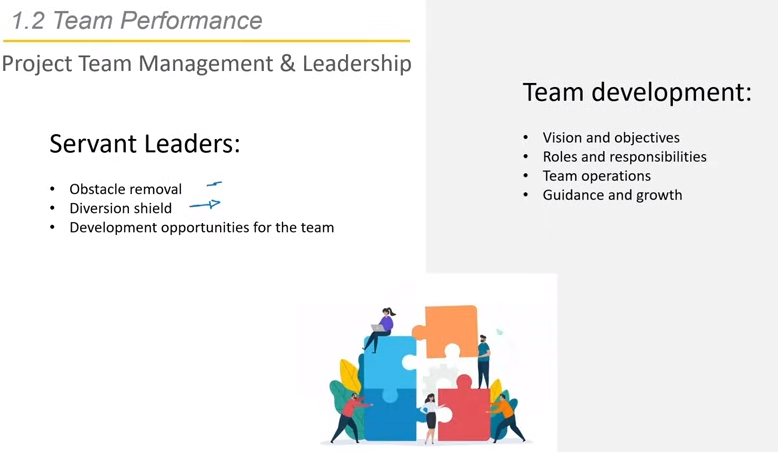 1.2 Team Performance
Project Team Management & Leadership
Servant Leaders:
• Obstacle removal
• Diversion shield
• Development opportunities for the team
Team development:
• Vision and objectives
• Roles and responsibilities
• Team operations
• Guidance and growth